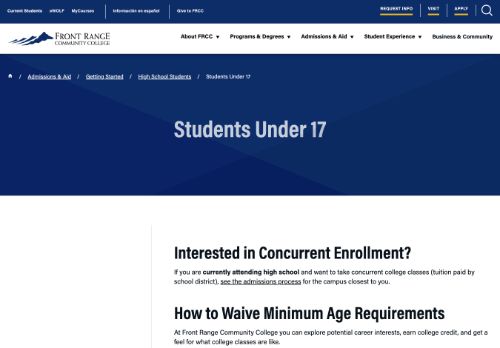 Current Students eWOLF MyCourses Información en español Give to FRCC REQUEST INFO VISIT APPLY
FRONT RANGE
COMMUNITY COLLEGE
About FRCC Programs & Degrees Admissions & Aid Student Experience Business & Community
/ Admissions & Aid / Getting Started / High School Students / Students Under 17
Students Under 17
Interested in Concurrent Enrollment?
If you are currently attending high school and want to take concurrent college classes (tuition paid by
school district), see the admissions process for the campus closest to you.
How to Waive Minimum Age Requirements
At Front Range Community College you can explore potential career interests, earn college credit, and get a
feel for what college classes are like.